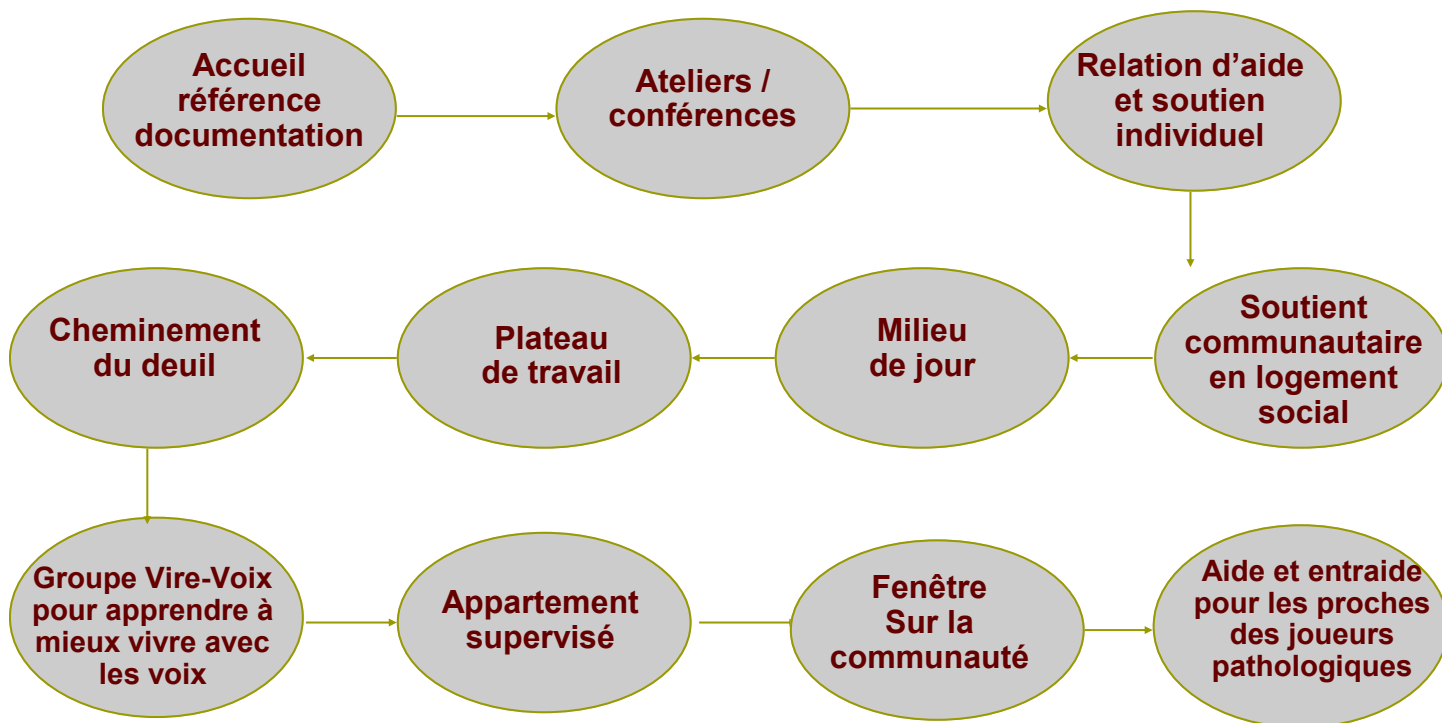 Accueil
référence
documentation
Ateliers /
conférences
Relation d’aide
et soutien
individuel
Soutient
communautaire
en logement
social
Milieu
de jour
Plateau
de travail
Cheminement
du deuil
Groupe Vire-Voix
pour apprendre à
mieux vivre avec
les voix
Appartement
supervisé
Fenêtre
Sur la
communauté
Aide et entraide
pour les proches
des joueurs
pathologiques